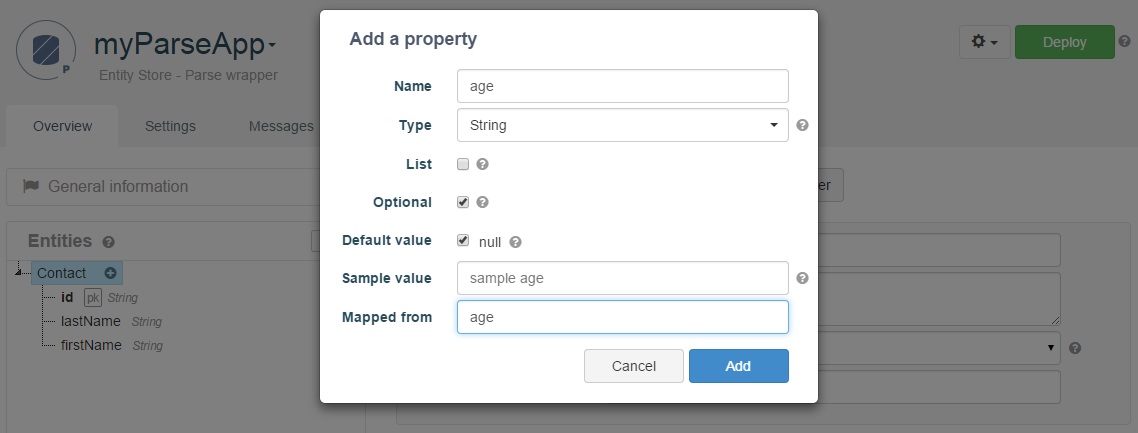 myParseApp
Entity Store - Parse wrapper
P
Deploy
Overview
Settings
Messages
General information
Entities
Contact
id pk String
lastName String
firstName String
Add a property
Name age
Type String
List
Optional
Default value null
Sample value sample age
Mapped from age
Cancel Add